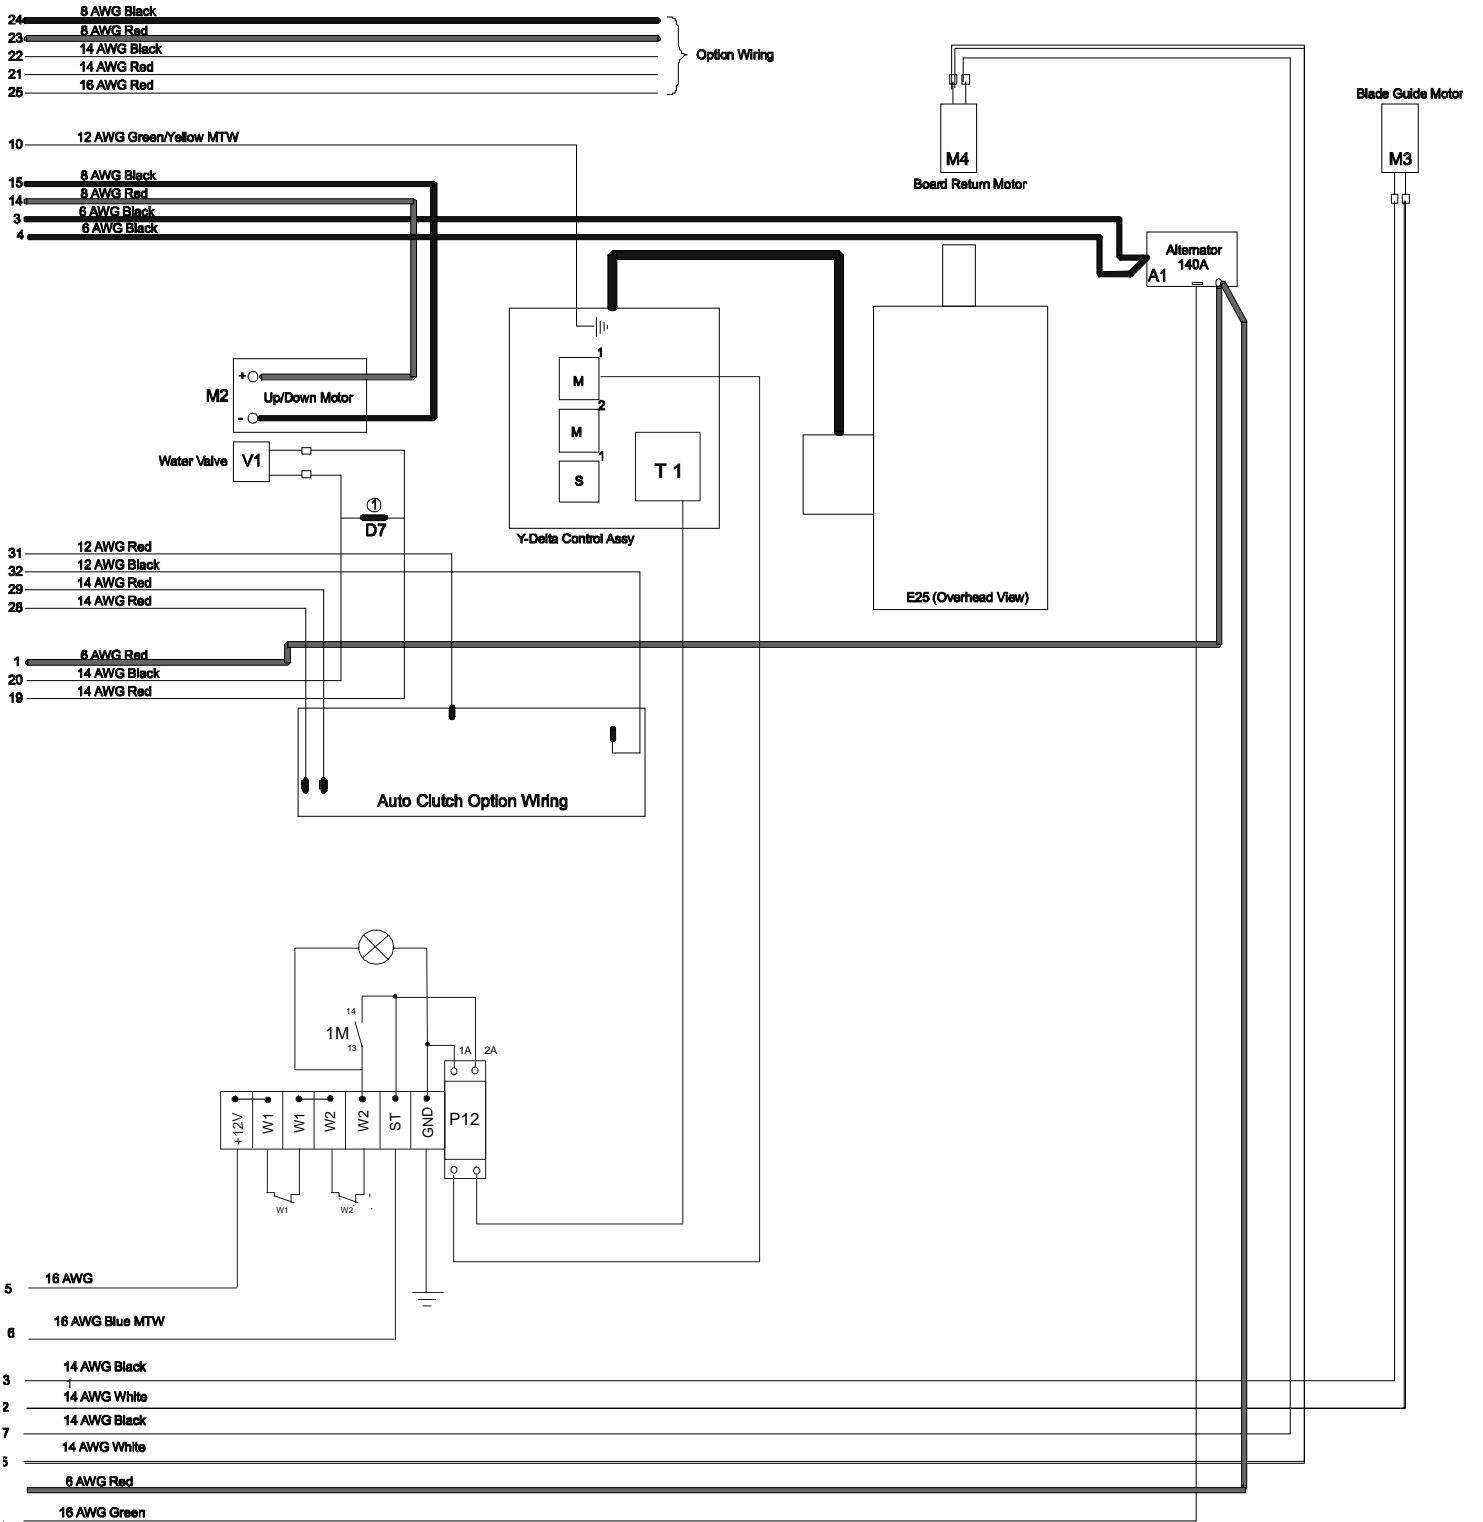 24 8 AWG Black
23 8 AWG Red
22 14 AWG Black
21 14 AWG Red
25 16 AWG Red
Option Wiring
10 12 AWG Green/Yellow MTW
15 8 AWG Black
14 8 AWG Red
3 6 AWG Black
4 6 AWG Black
M4
Board Return Motor
Blade Guide Motor
M3
Alternator
140A
A1
M2
+
Up/Down Motor
-
Water Valve
V1
1
D7
1
M
2
M
1
S
T 1
Y-Delta Control Assy
E25 (Overhead View)
31 12 AWG Red
32 12 AWG Black
29 14 AWG Red
28 14 AWG Red
1 6 AWG Red
20 14 AWG Black
19 14 AWG Red
Auto Clutch Option Wiring
14
1M
13
1A 2A
+12V
W1
W1
W2
W2
ST
GND
P12
W1
W2
5 16 AWG
6 16 AWG Blue MTW
3 14 AWG Black
1
2 14 AWG White
7 14 AWG Black
14 AWG White
6 AWG Red
16 AWG Green